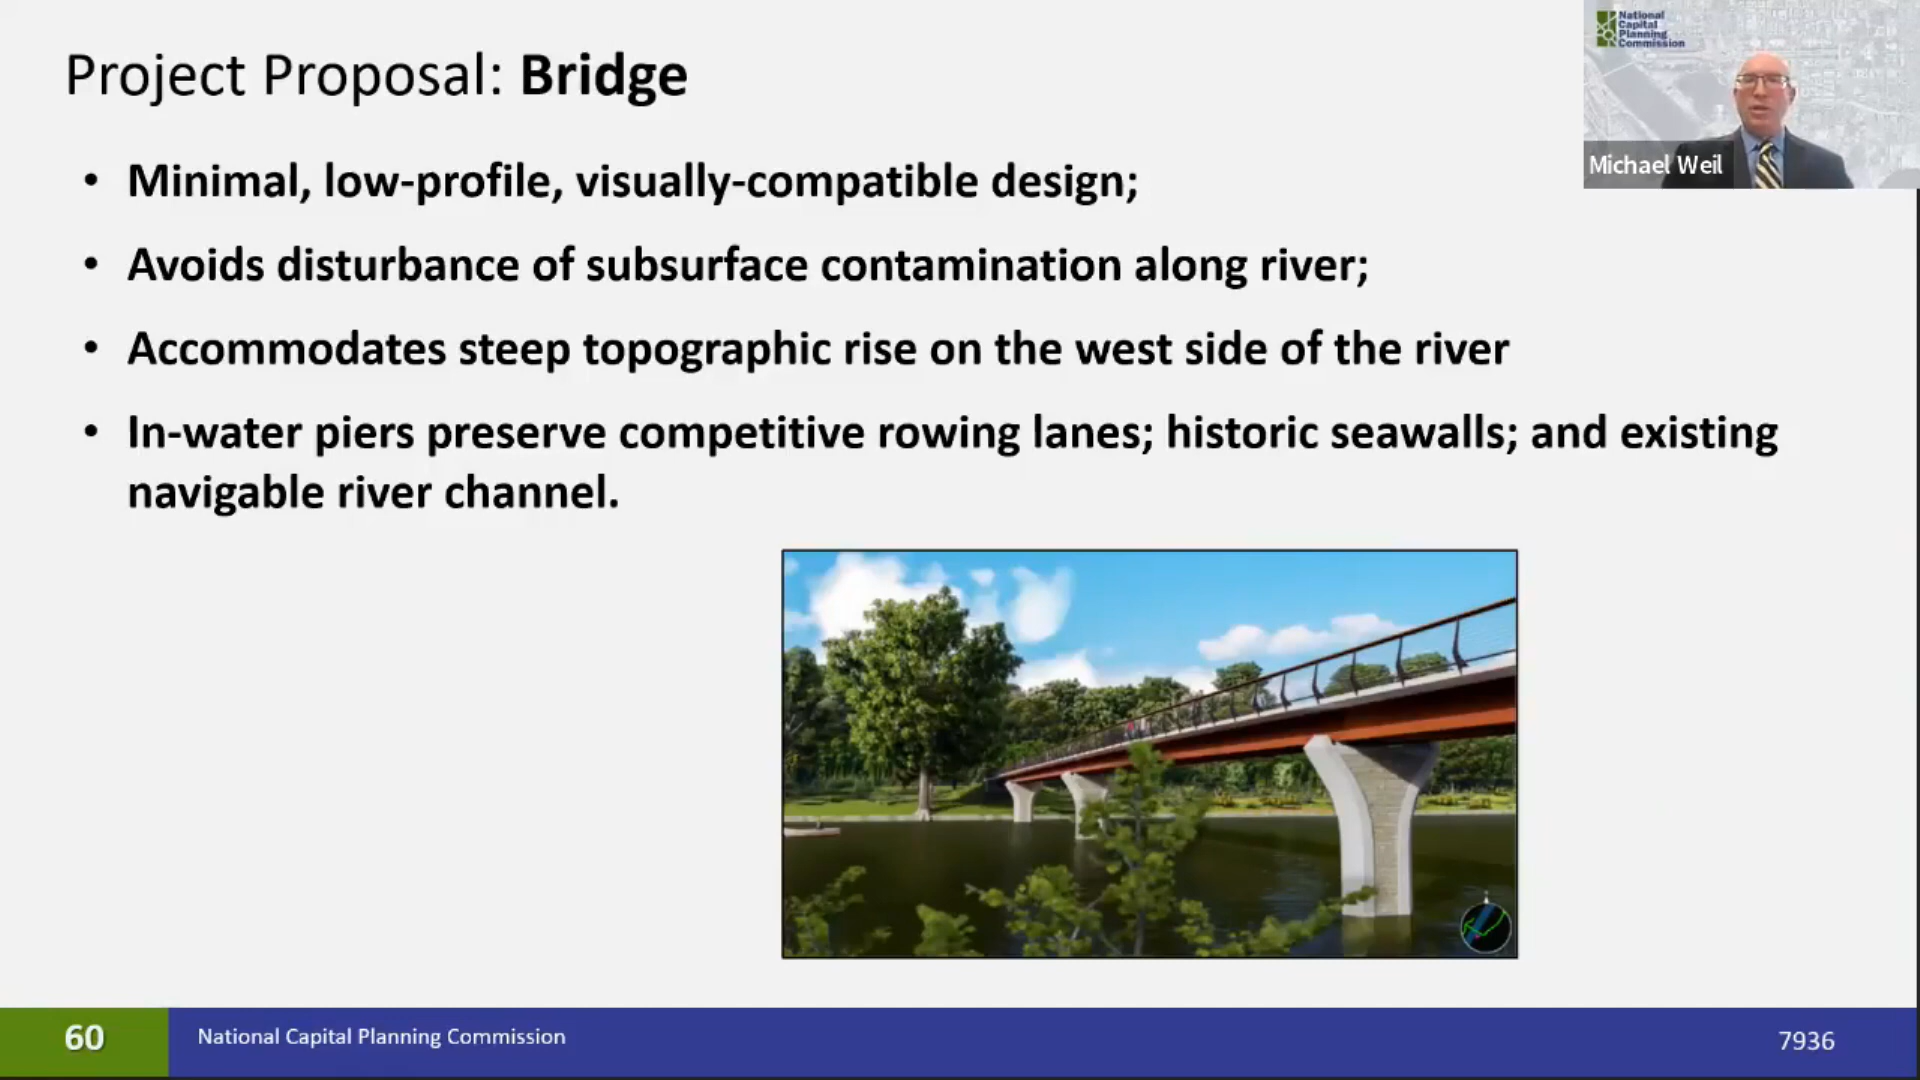 Project Proposal: Bridge
National
Capital
Planning
Commission
Michael Weil
• Minimal, low-profile, visually-compatible design;
• Avoids disturbance of subsurface contamination along river;
• Accommodates steep topographic rise on the west side of the river
• In-water piers preserve competitive rowing lanes; historic seawalls; and existing
navigable river channel.
60
National Capital Planning Commission
7936